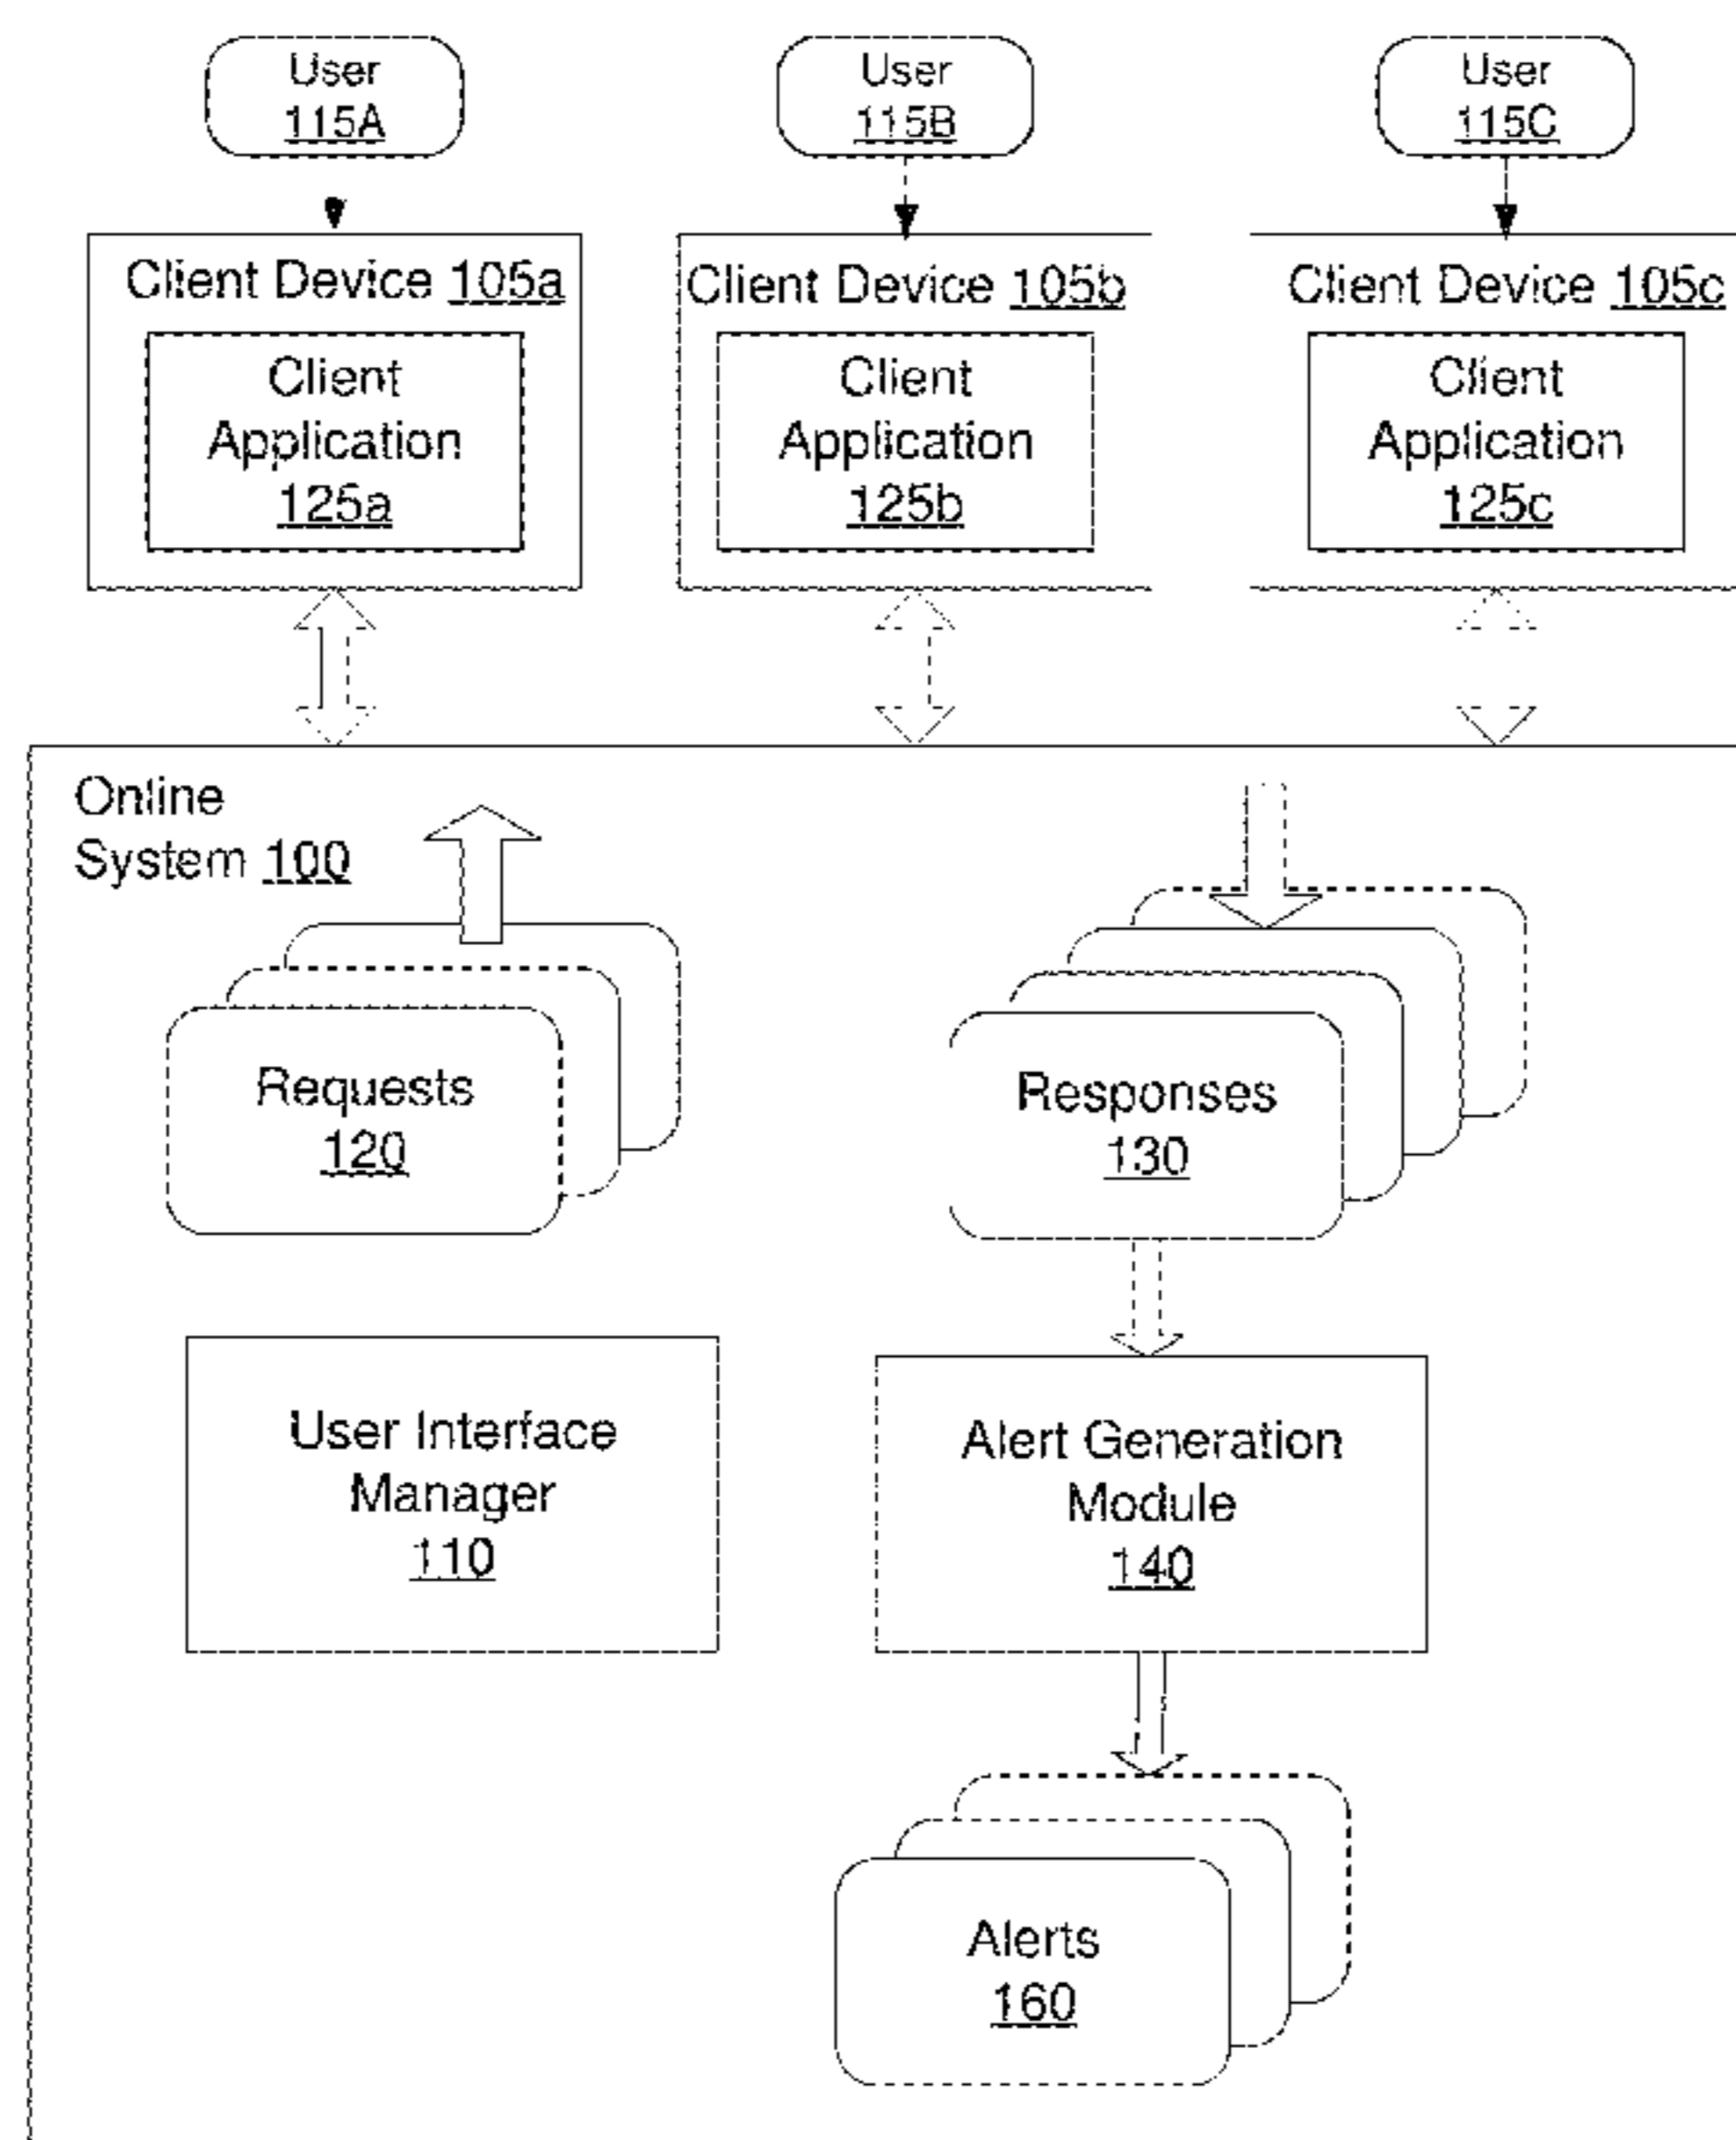 User
115A
User
115B
User
115C
Client Device 105a
Client
Application
125a
Client Device 105b
Client
Application
125b
Client Device 105c
Client
Application
125c
Online
System 100
Requests
120
Responses
130
User Interface
Manager
110
Alert Generation
Module
140
Alerts
160